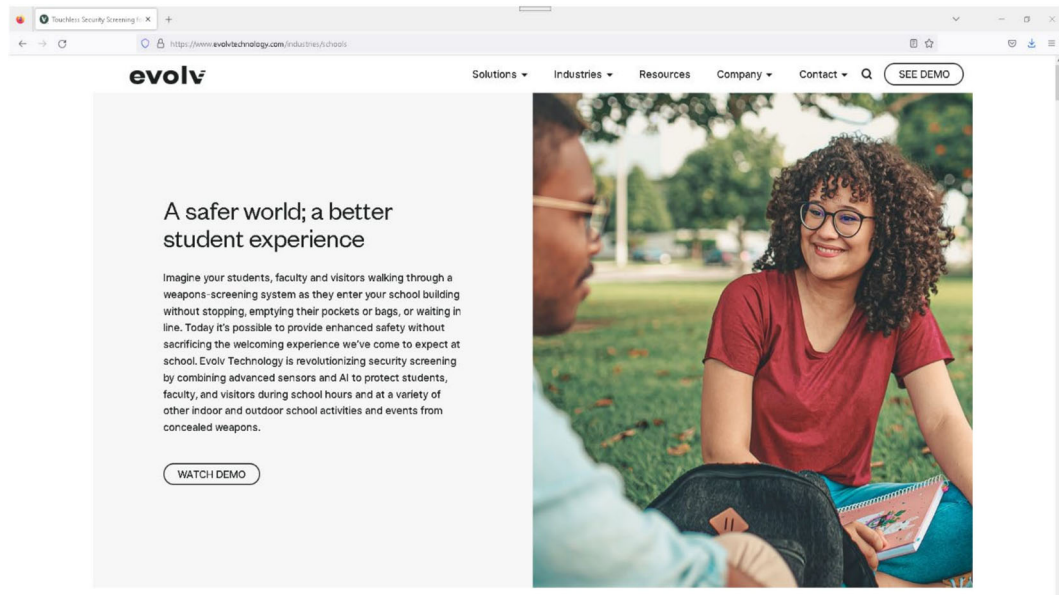 Touchless Security Screening fo
https://www.evolvtechnology.com/industries/schools
evolv
Solutions
Industries
Resources
Company
Contact
SEE DEMO
A safer world; a better
student experience
Imagine your students, faculty and visitors walking through a
weapons-screening system as they enter your school building
without stopping, emptying their pockets or bags, or waiting in
line. Today it's possible to provide enhanced safety without
sacrificing the welcoming experience we've come to expect at
school. Evolv Technology is revolutionizing security screening
by combining advanced sensors and AI to protect students,
faculty, and visitors during school hours and at a variety of
other indoor and outdoor school activities and events from
concealed weapons.
WATCH DEMO